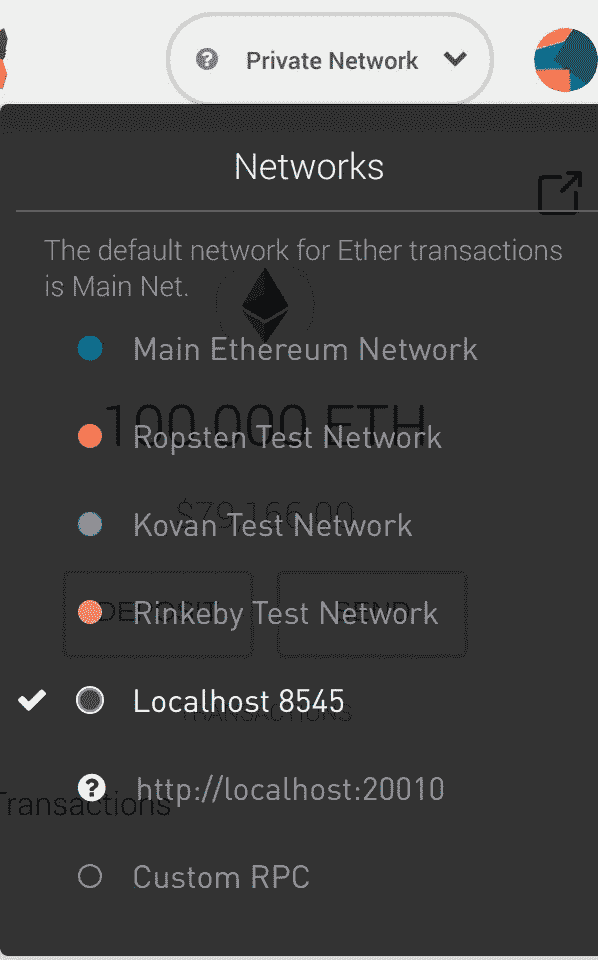 Private Network
Networks
The default network for Ether transactions
is Main Net.
Main Ethereum Network
100.000 ETH
Ropsten Test Network
$79,166.00
Kovan Test Network
DEPOSIT
SEND
Rinkeby Test Network
Localhost 8545
TRANSACTIONS
http://localhost:20010
Transactions
Custom RPC